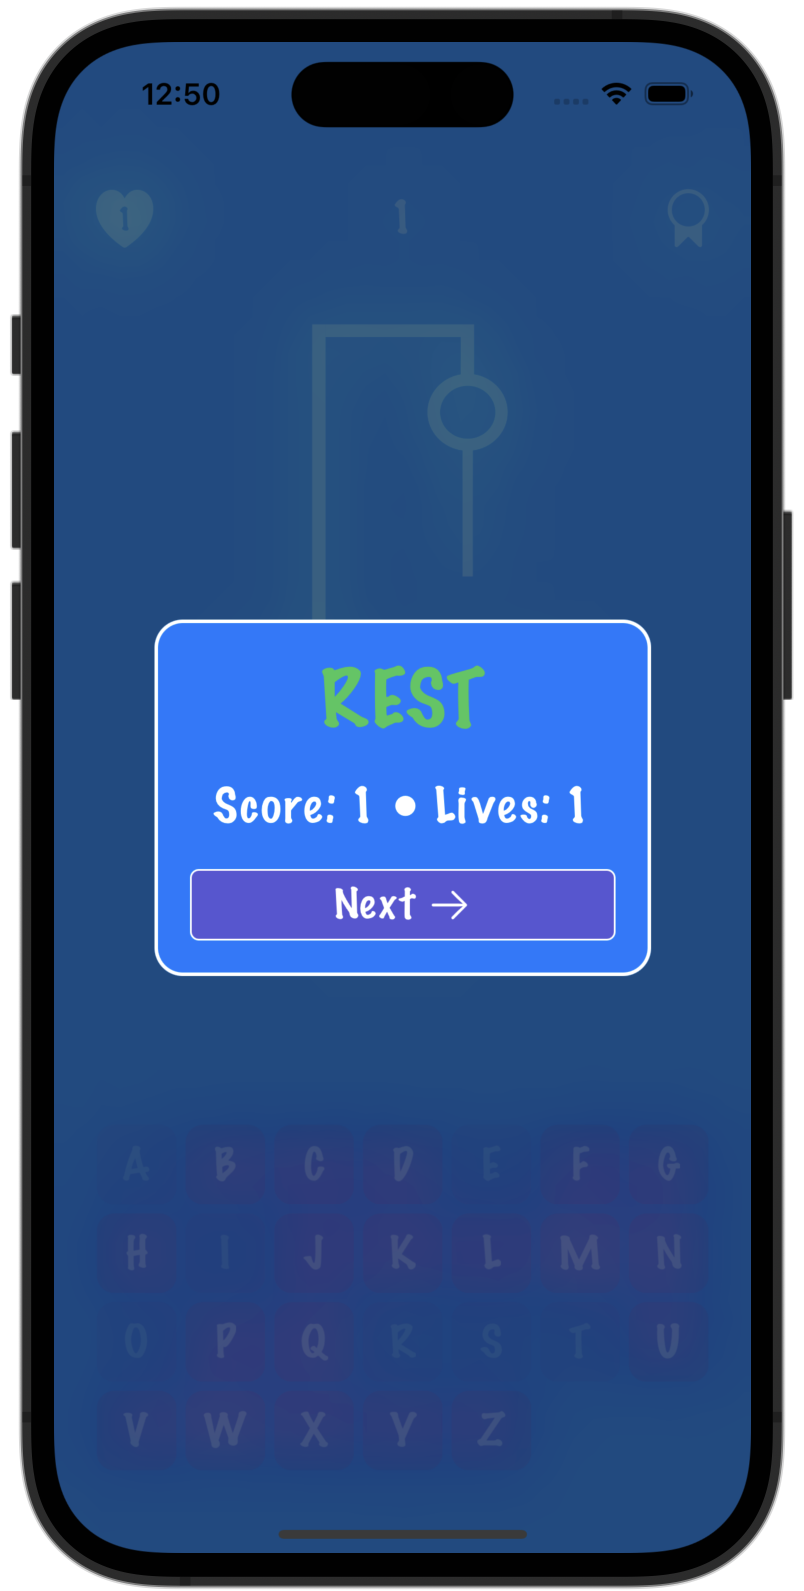 12:50
1 1
REST
Score: 1 • Lives: 1
Next →
A B C D E F G
H I J K L M N
O P Q R S T U
V W X Y Z